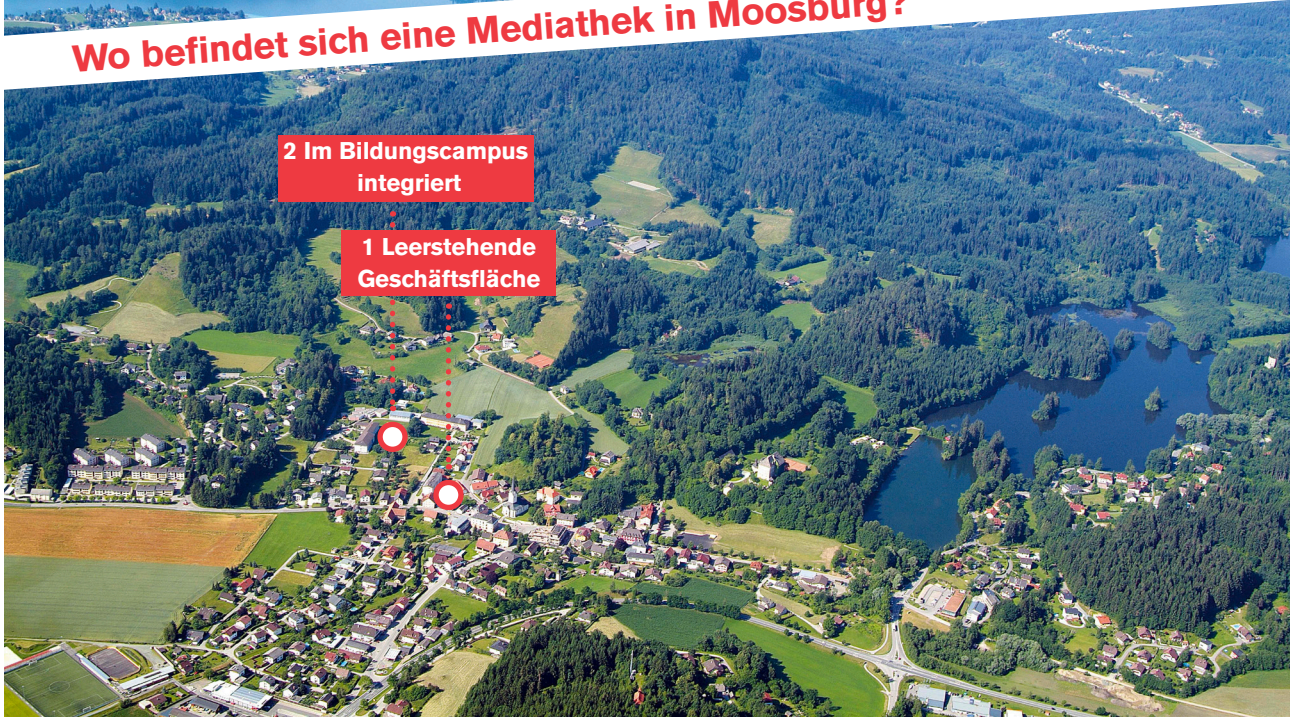 Wo befindet sich eine Mediathek in Moosburg?
2 Im Bildungscampus
integriert
1 Leerstehende
Geschäftsfläche